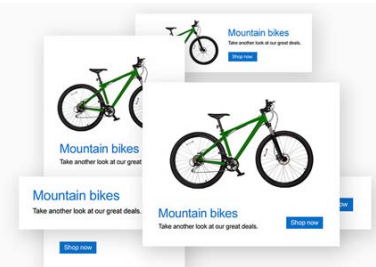 Mountain bikes
Take another look at our great deals.
Shop now
Mountain bikes
Take another look at our great
Mountain bikes
Take another look at our great deals.
Shop now
Mountain bikes
Take another look at our great deals.
Shop now
ow